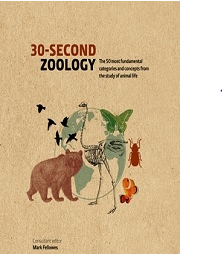 30-SECOND
ZOOLOGY
The 50 most fundamental
categories and concepts from
the study of animal life
Consultant editor
Mark Fellowes